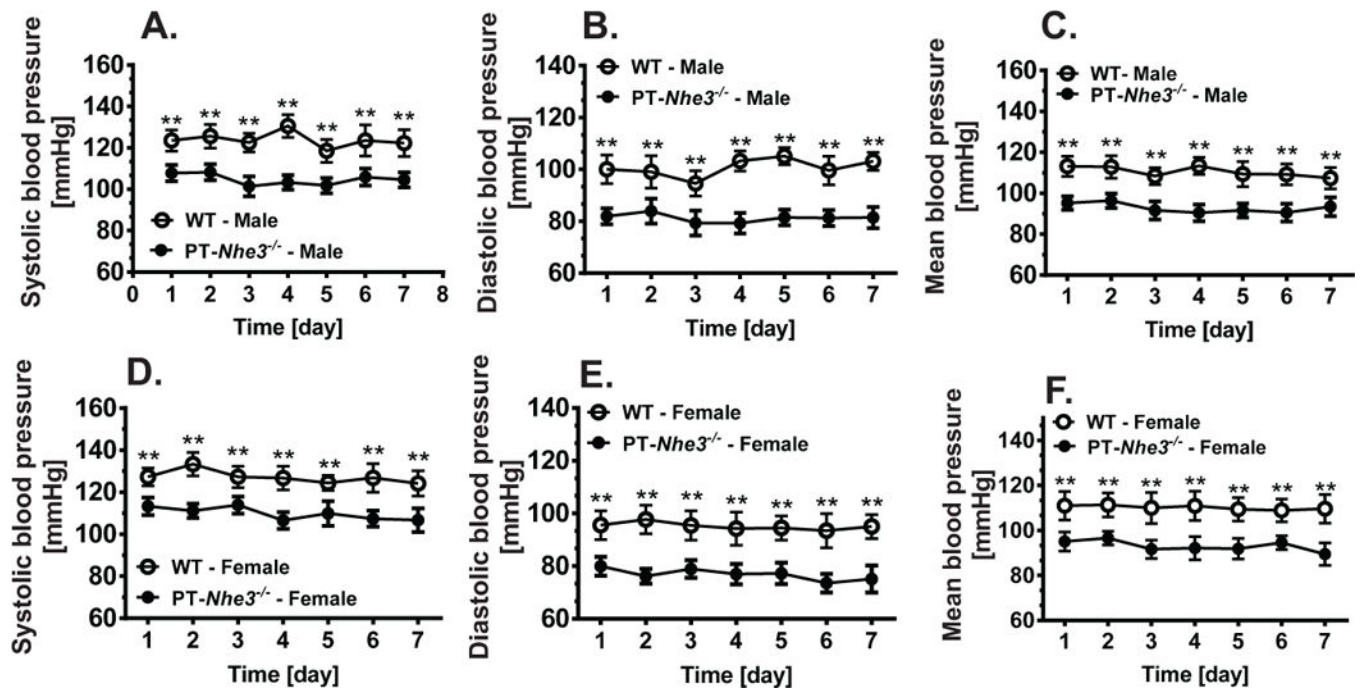 A.
Systolic blood pressure
[mmHg]
160
140
120
100
80
60
** ** ** ** ** ** **
WT - Male
PT-Nhe3-/- - Male
0 1 2 3 4 5 6 7 8
Time [day]
B.
Diastolic blood pressure
[mmHg]
140
120
100
80
60
WT - Male
PT-Nhe3-/- - Male
** ** ** ** ** ** **
1 2 3 4 5 6 7
Time [day]
C.
Mean blood pressure
[mmHg]
160
140
120
100
80
60
WT- Male
PT-Nhe3-/- - Male
** ** ** ** ** ** **
1 2 3 4 5 6 7
Time [day]
D.
Systolic blood pressure
[mmHg]
160
140
120
100
80
60
** ** ** ** ** ** **
WT - Female
PT-Nhe3-/- - Female
1 2 3 4 5 6 7
Time [day]
E.
Diastolic blood pressure
[mmHg]
140
120
100
80
60
WT - Female
PT-Nhe3-/- - Female
** ** ** ** ** ** **
1 2 3 4 5 6 7
Time [day]
F.
Mean blood pressure
[mmHg]
140
120
100
80
60
WT - Female
PT-Nhe3-/- - Female
** ** ** ** ** ** **
1 2 3 4 5 6 7
Time [day]